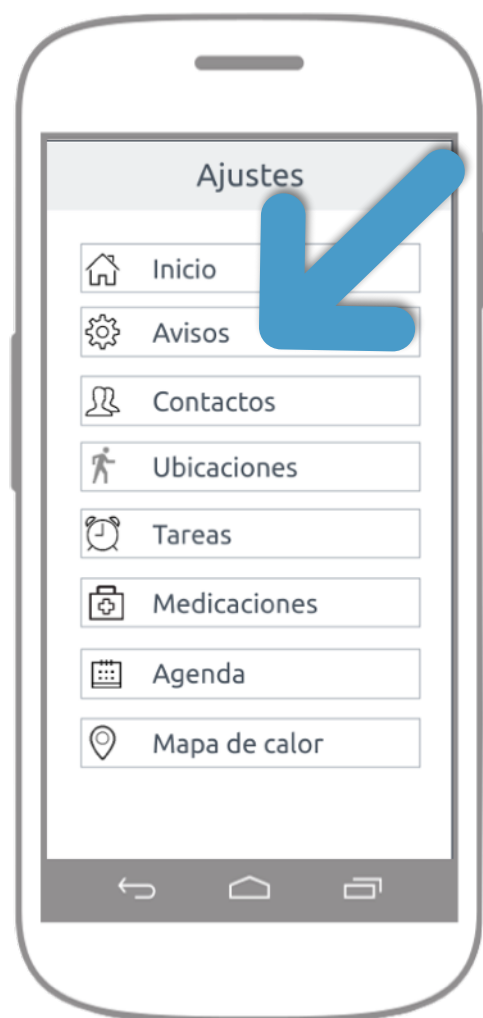 Ajustes
Inicio
Avisos
Contactos
Ubicaciones
Tareas
Medicaciones
Agenda
Mapa de calor